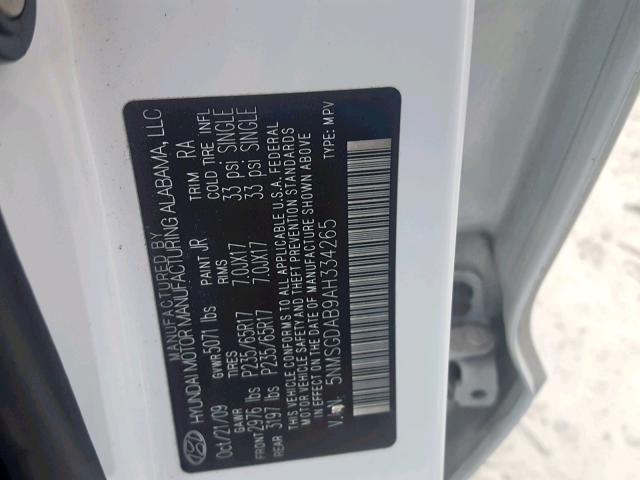 MANUFACTURED BY
HYUNDAI MOTOR MANUFACTURING ALABAMA, LLC
Oct/21/09 GVWR 5071 lbs PAINT JR TRIM RA
GAWR TIRES RIMS COLD TIRE INFL
FRONT 2976 lbs P235/65R17 7.0JX17 33 psi SINGLE
REAR 3197 lbs P235/65R17 7.0JX17 33 psi SINGLE
THIS VEHICLE CONFORMS TO ALL APPLICABLE U.S.A. FEDERAL
MOTOR VEHICLE SAFETY AND THEFT PREVENTION STANDARDS
IN EFFECT ON THE DATE OF MANUFACTURE SHOWN ABOVE
V.I.N: 5NMSGDAB9AH334265 TYPE: MPV